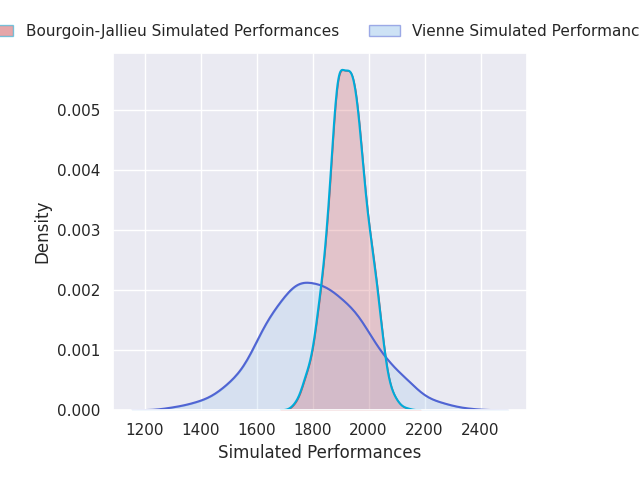 Bourgoin-Jallieu Simulated Performances
Vienne Simulated
0.005
0.004
0.003
0.002
0.001
0.000
Density
1200 1400 1600 1800 2000 2200 2400
Simulated Performances